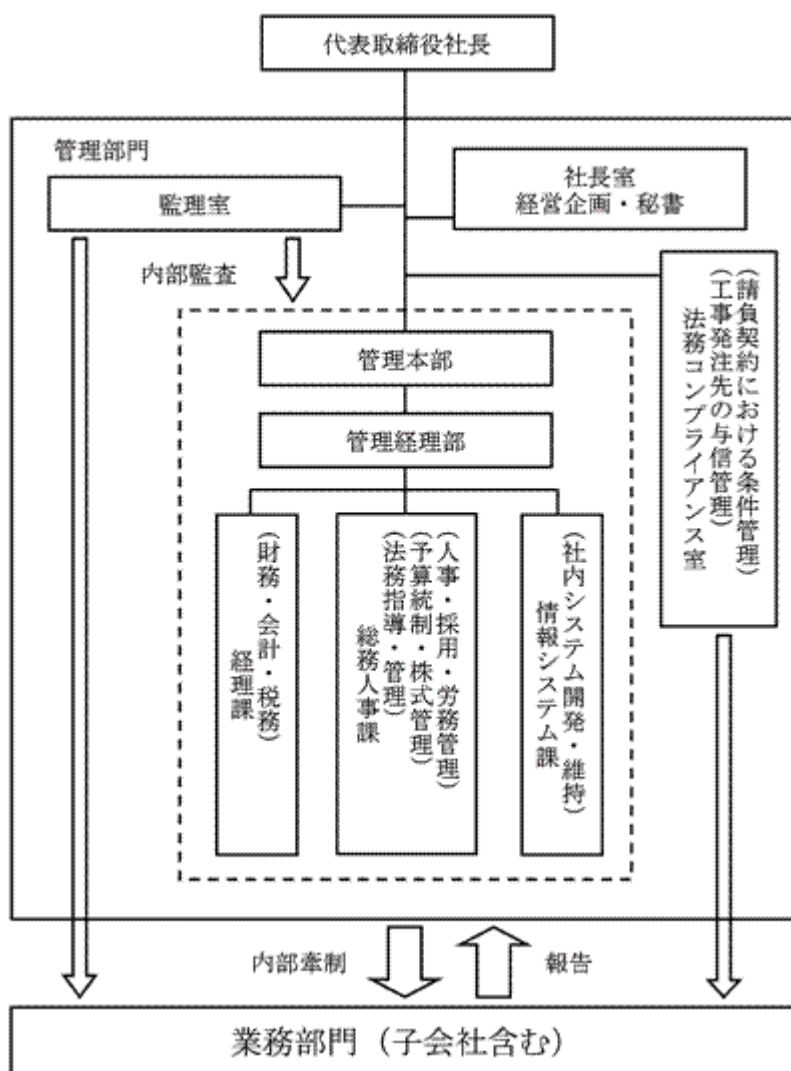 代表取締役社長
管理部門
監理室
社長室
経営企画・秘書
内部監査
(請負契約における条件管理)
(工事発注先の与信管理)
法務コンプライアンス室
管理本部
管理経理部
(財務・会計・税務)
経理課
(人事・採用・労務管理)
(予算統制・株式管理)
(法務指導・管理)
総務人事課
(社内システム開発・維持)
情報システム課
内部牽制
報告
業務部門(子会社含む)